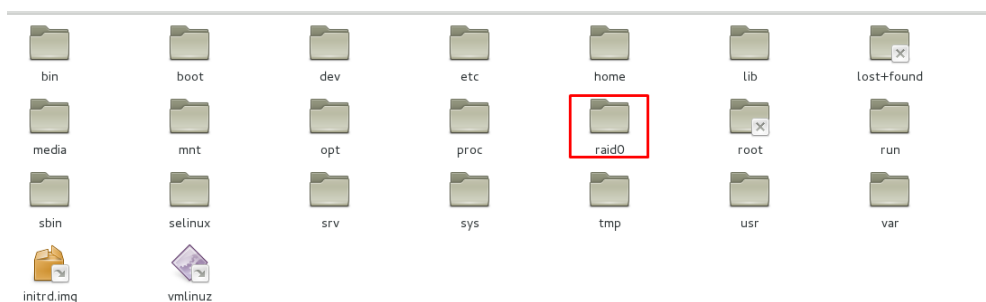 bin boot dev etc home lib lost+found
media mnt opt proc raid0 root run
sbin selinux srv sys tmp usr var
initrd.img vmlinuz